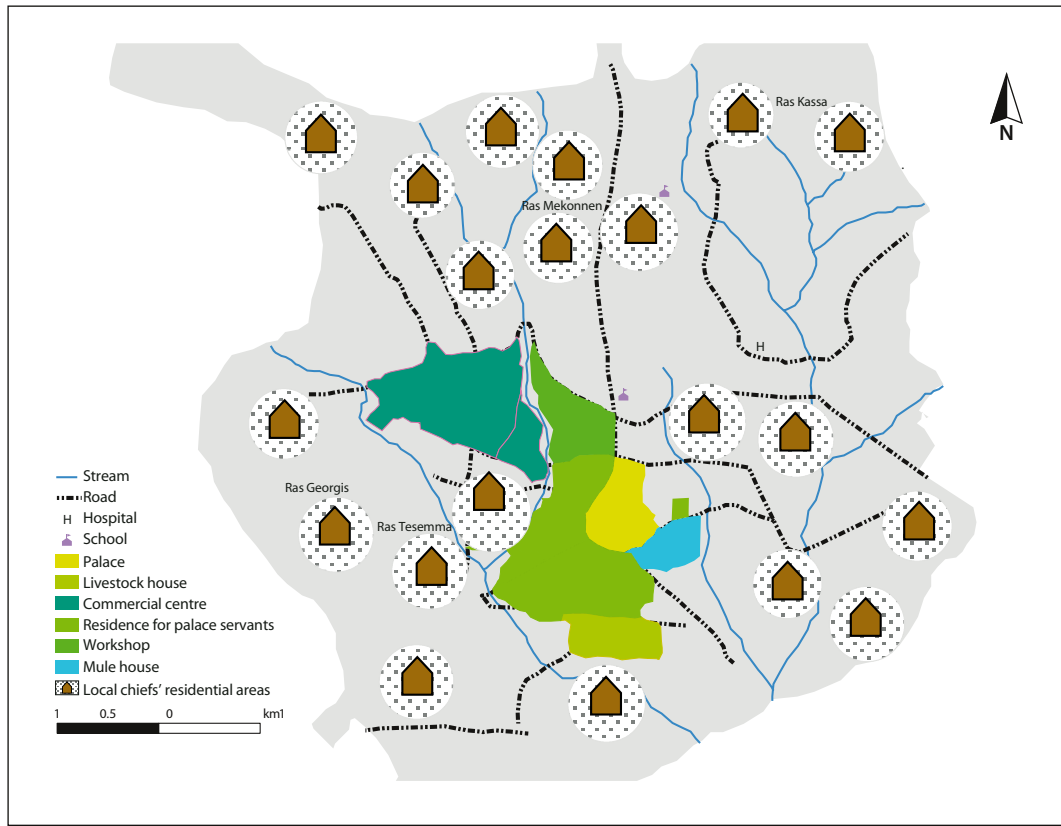 Ras Kassa
N
Ras Mekonnen
H
Stream
Road
Ras Georgis
H Hospital
School
Ras Tesemma
Palace
Livestock house
Commercial centre
Residence for palace servants
Workshop
Mule house
Local chiefs’ residential areas
1 0.5 0 km1